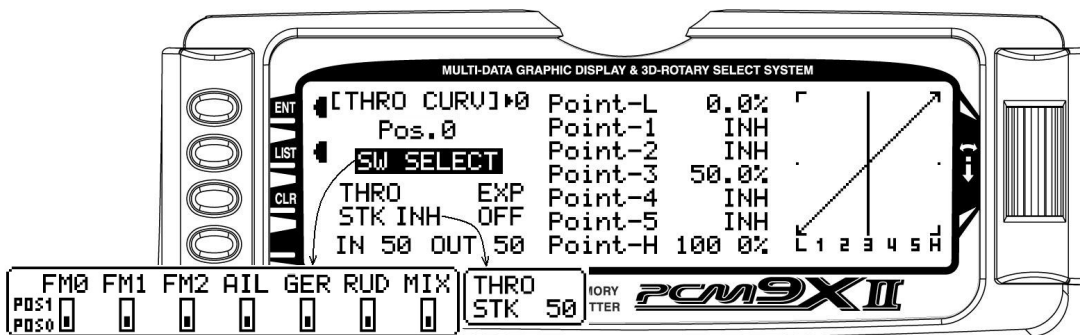 MULTI-DATA GRAPHIC DISPLAY & 3D-ROTARY SELECT SYSTEM
ENT
LIST
CLR
[THRO CURV]▸0
Pos.0
SW SELECT
THRO EXP
STK INH OFF
IN 50 OUT 50
Point-L 0.0%
Point-1 INH
Point-2 INH
Point-3 50.0%
Point-4 INH
Point-5 INH
Point-H 100 0%
L 1 2 3 4 5 H
FM0 FM1 FM2 AIL GER RUD MIX
POS1
POS0
THRO
STK 50
MORY
TTER
PCM9X II